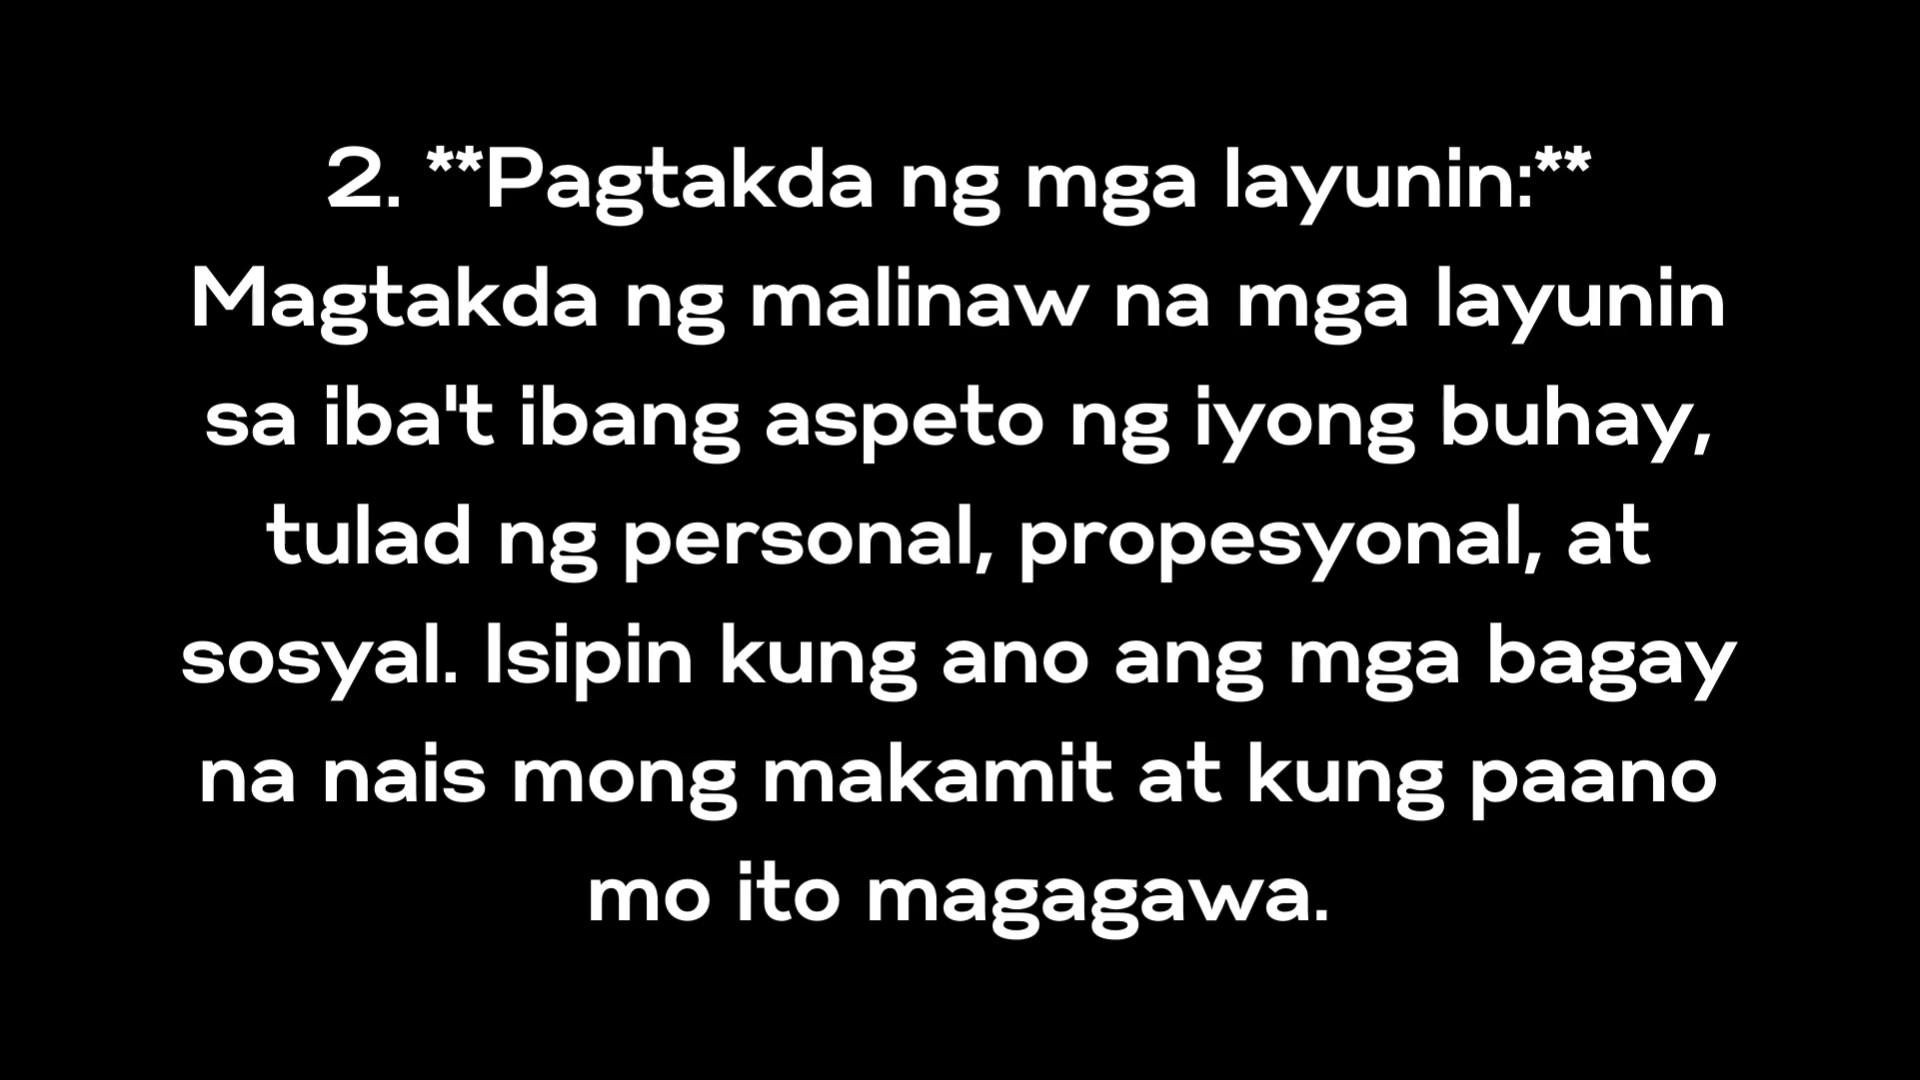 2. **Pagtakda ng mga layunin:**
Magtakda ng malinaw na mga layunin
sa iba't ibang aspeto ng iyong buhay,
tulad ng personal, propesyonal, at
sosyal. Isipin kung ano ang mga bagay
na nais mong makamit at kung paano
mo ito magagawa.